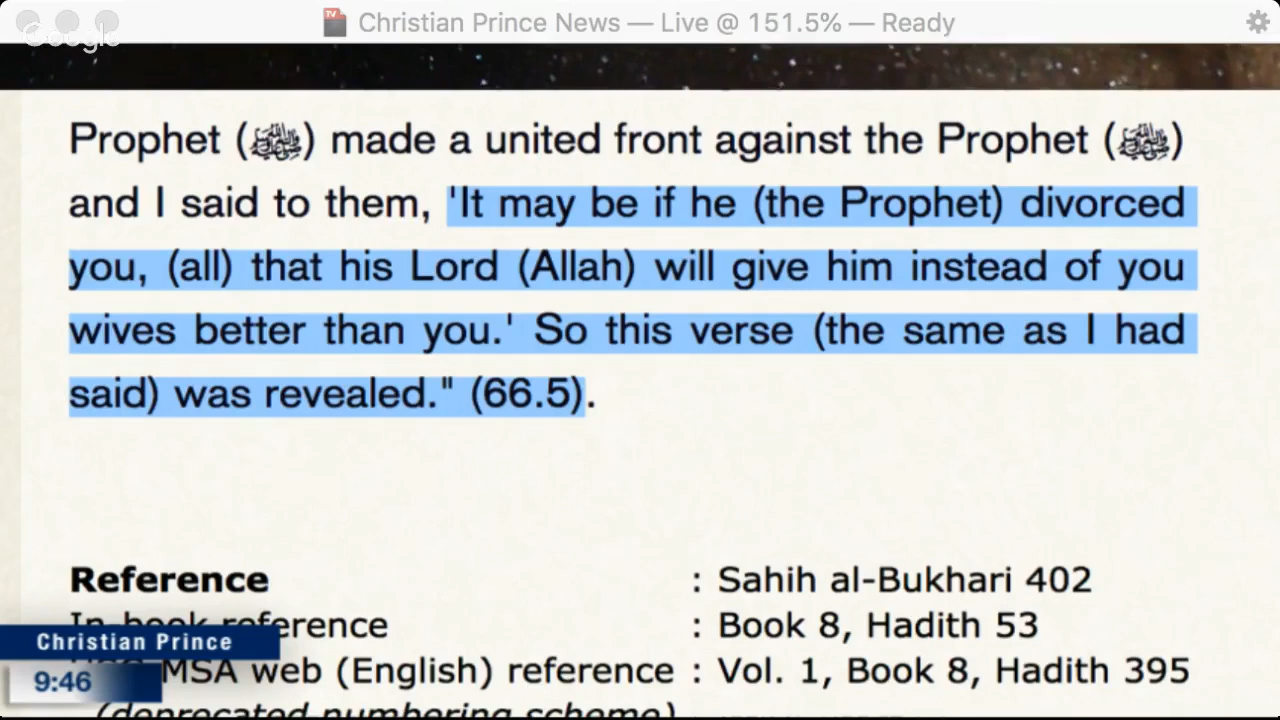 Christian Prince News — Live @ 151.5% — Ready
Google
Prophet (ﷺ) made a united front against the Prophet (ﷺ)
and I said to them, 'It may be if he (the Prophet) divorced
you, (all) that his Lord (Allah) will give him instead of you
wives better than you.' So this verse (the same as I had
said) was revealed." (66.5).
Reference : Sahih al-Bukhari 402
In-book reference : Book 8, Hadith 53
MSA web (English) reference : Vol. 1, Book 8, Hadith 395
(deprecated numbering scheme)
Christian Prince
9:46